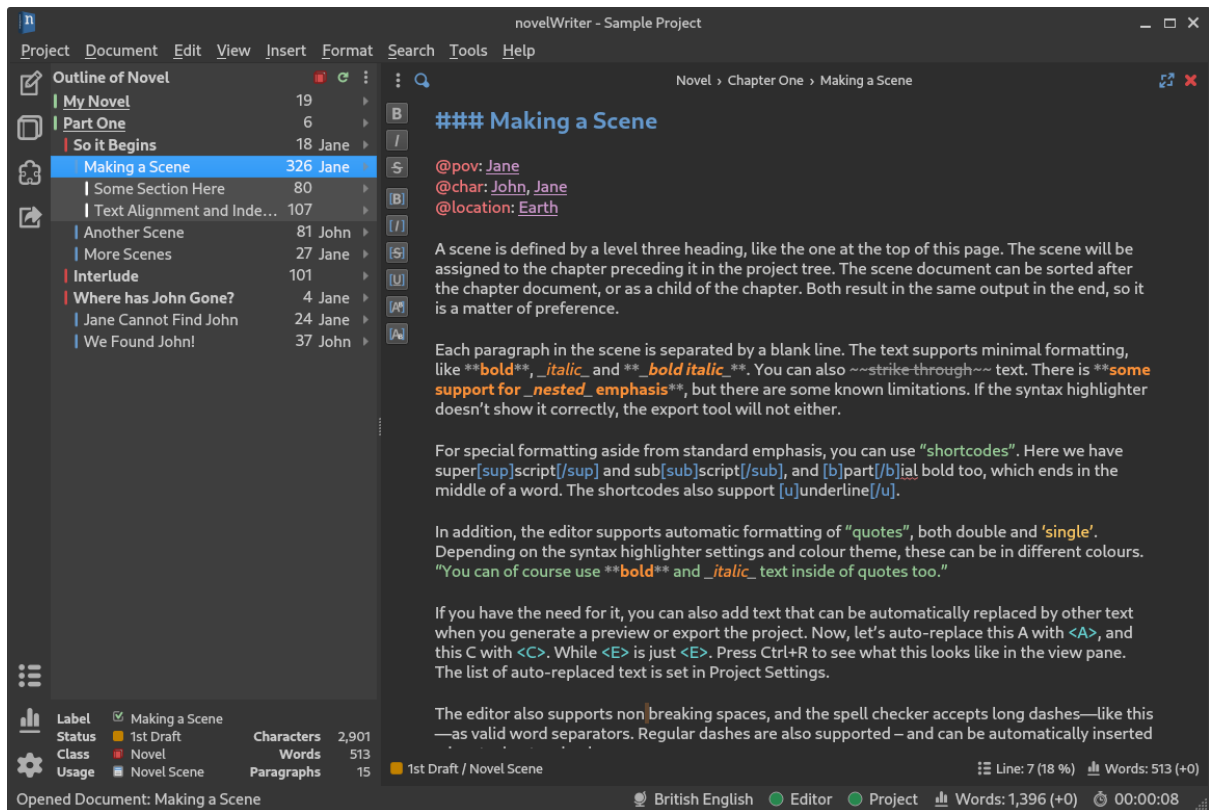 novelWriter - Sample Project
Project Document Edit View Insert Format Search Tools Help
Outline of Novel
My Novel 19
Part One 6
So it Begins 18 Jane
Making a Scene 326 Jane
Some Section Here 80
Text Alignment and Inde... 107
Another Scene 81 John
More Scenes 27 Jane
Interlude 101
Where has John Gone? 4 Jane
Jane Cannot Find John 24 Jane
We Found John! 37 John
Label Making a Scene
Status 1st Draft Characters 2,901
Class Novel Words 513
Usage Novel Scene Paragraphs 15
Novel › Chapter One › Making a Scene
B
I
S
[B]
[I]
[S]
[U]
[A]
[A]
### Making a Scene
@pov: Jane
@char: John, Jane
@location: Earth
A scene is defined by a level three heading, like the one at the top of this page. The scene will be
assigned to the chapter preceding it in the project tree. The scene document can be sorted after
the chapter document, or as a child of the chapter. Both result in the same output in the end, so it
is a matter of preference.
Each paragraph in the scene is separated by a blank line. The text supports minimal formatting,
like **bold**, _italic_ and **_bold italic_**. You can also ~~strike through~~ text. There is **some
support for _nested_ emphasis**, but there are some known limitations. If the syntax highlighter
doesn’t show it correctly, the export tool will not either.
For special formatting aside from standard emphasis, you can use “shortcodes”. Here we have
super[sup]script[/sup] and sub[sub]script[/sub], and [b]part[/b]ial bold too, which ends in the
middle of a word. The shortcodes also support [u]underline[/u].
In addition, the editor supports automatic formatting of “quotes”, both double and ‘single’.
Depending on the syntax highlighter settings and colour theme, these can be in different colours.
“You can of course use **bold** and _italic_ text inside of quotes too.”
If you have the need for it, you can also add text that can be automatically replaced by other text
when you generate a preview or export the project. Now, let’s auto-replace this A with <A>, and
this C with <C>. While <E> is just <E>. Press Ctrl+R to see what this looks like in the view pane.
The list of auto-replaced text is set in Project Settings.
The editor also supports non breaking spaces, and the spell checker accepts long dashes—like this
—as valid word separators. Regular dashes are also supported – and can be automatically inserted
1st Draft / Novel Scene Line: 7 (18 %) Words: 513 (+0)
Opened Document: Making a Scene British English Editor Project Words: 1,396 (+0) 00:00:08